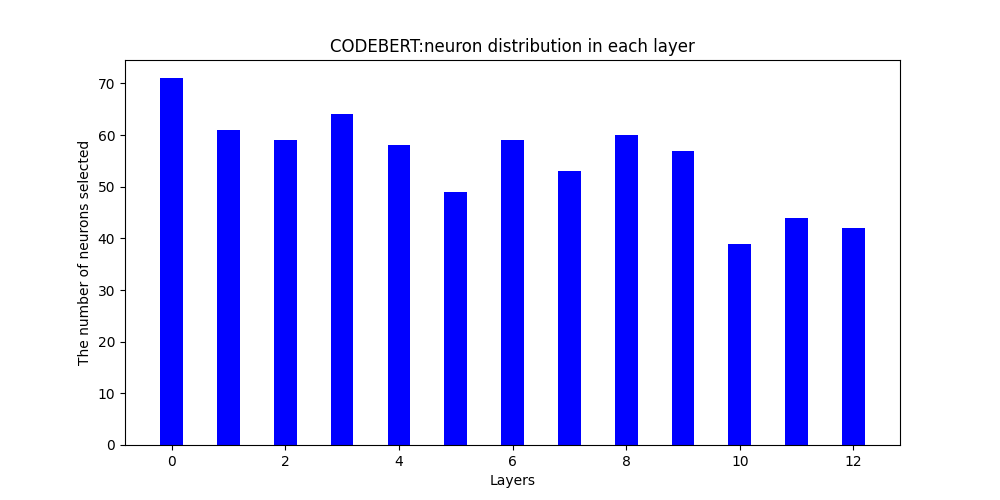 CODEBERT:neuron distribution in each layer
The number of neurons selected
70
60
50
40
30
20
10
0
0 2 4 6 8 10 12
Layers